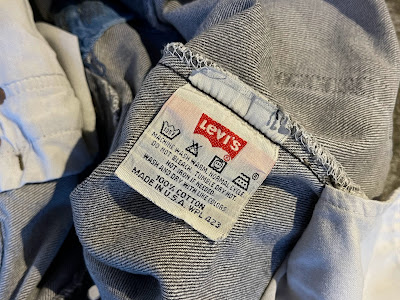 LEVI'S ®
MACHINE WASH WARM, NORMAL CYCLE
DO NOT BLEACH. TUMBLE DRY HOT,
WARM IRON IF NEEDED.
WASH AND DRY WITH LIKE COLORS.
100% COTTON
MADE IN U.S.A. WPL 423